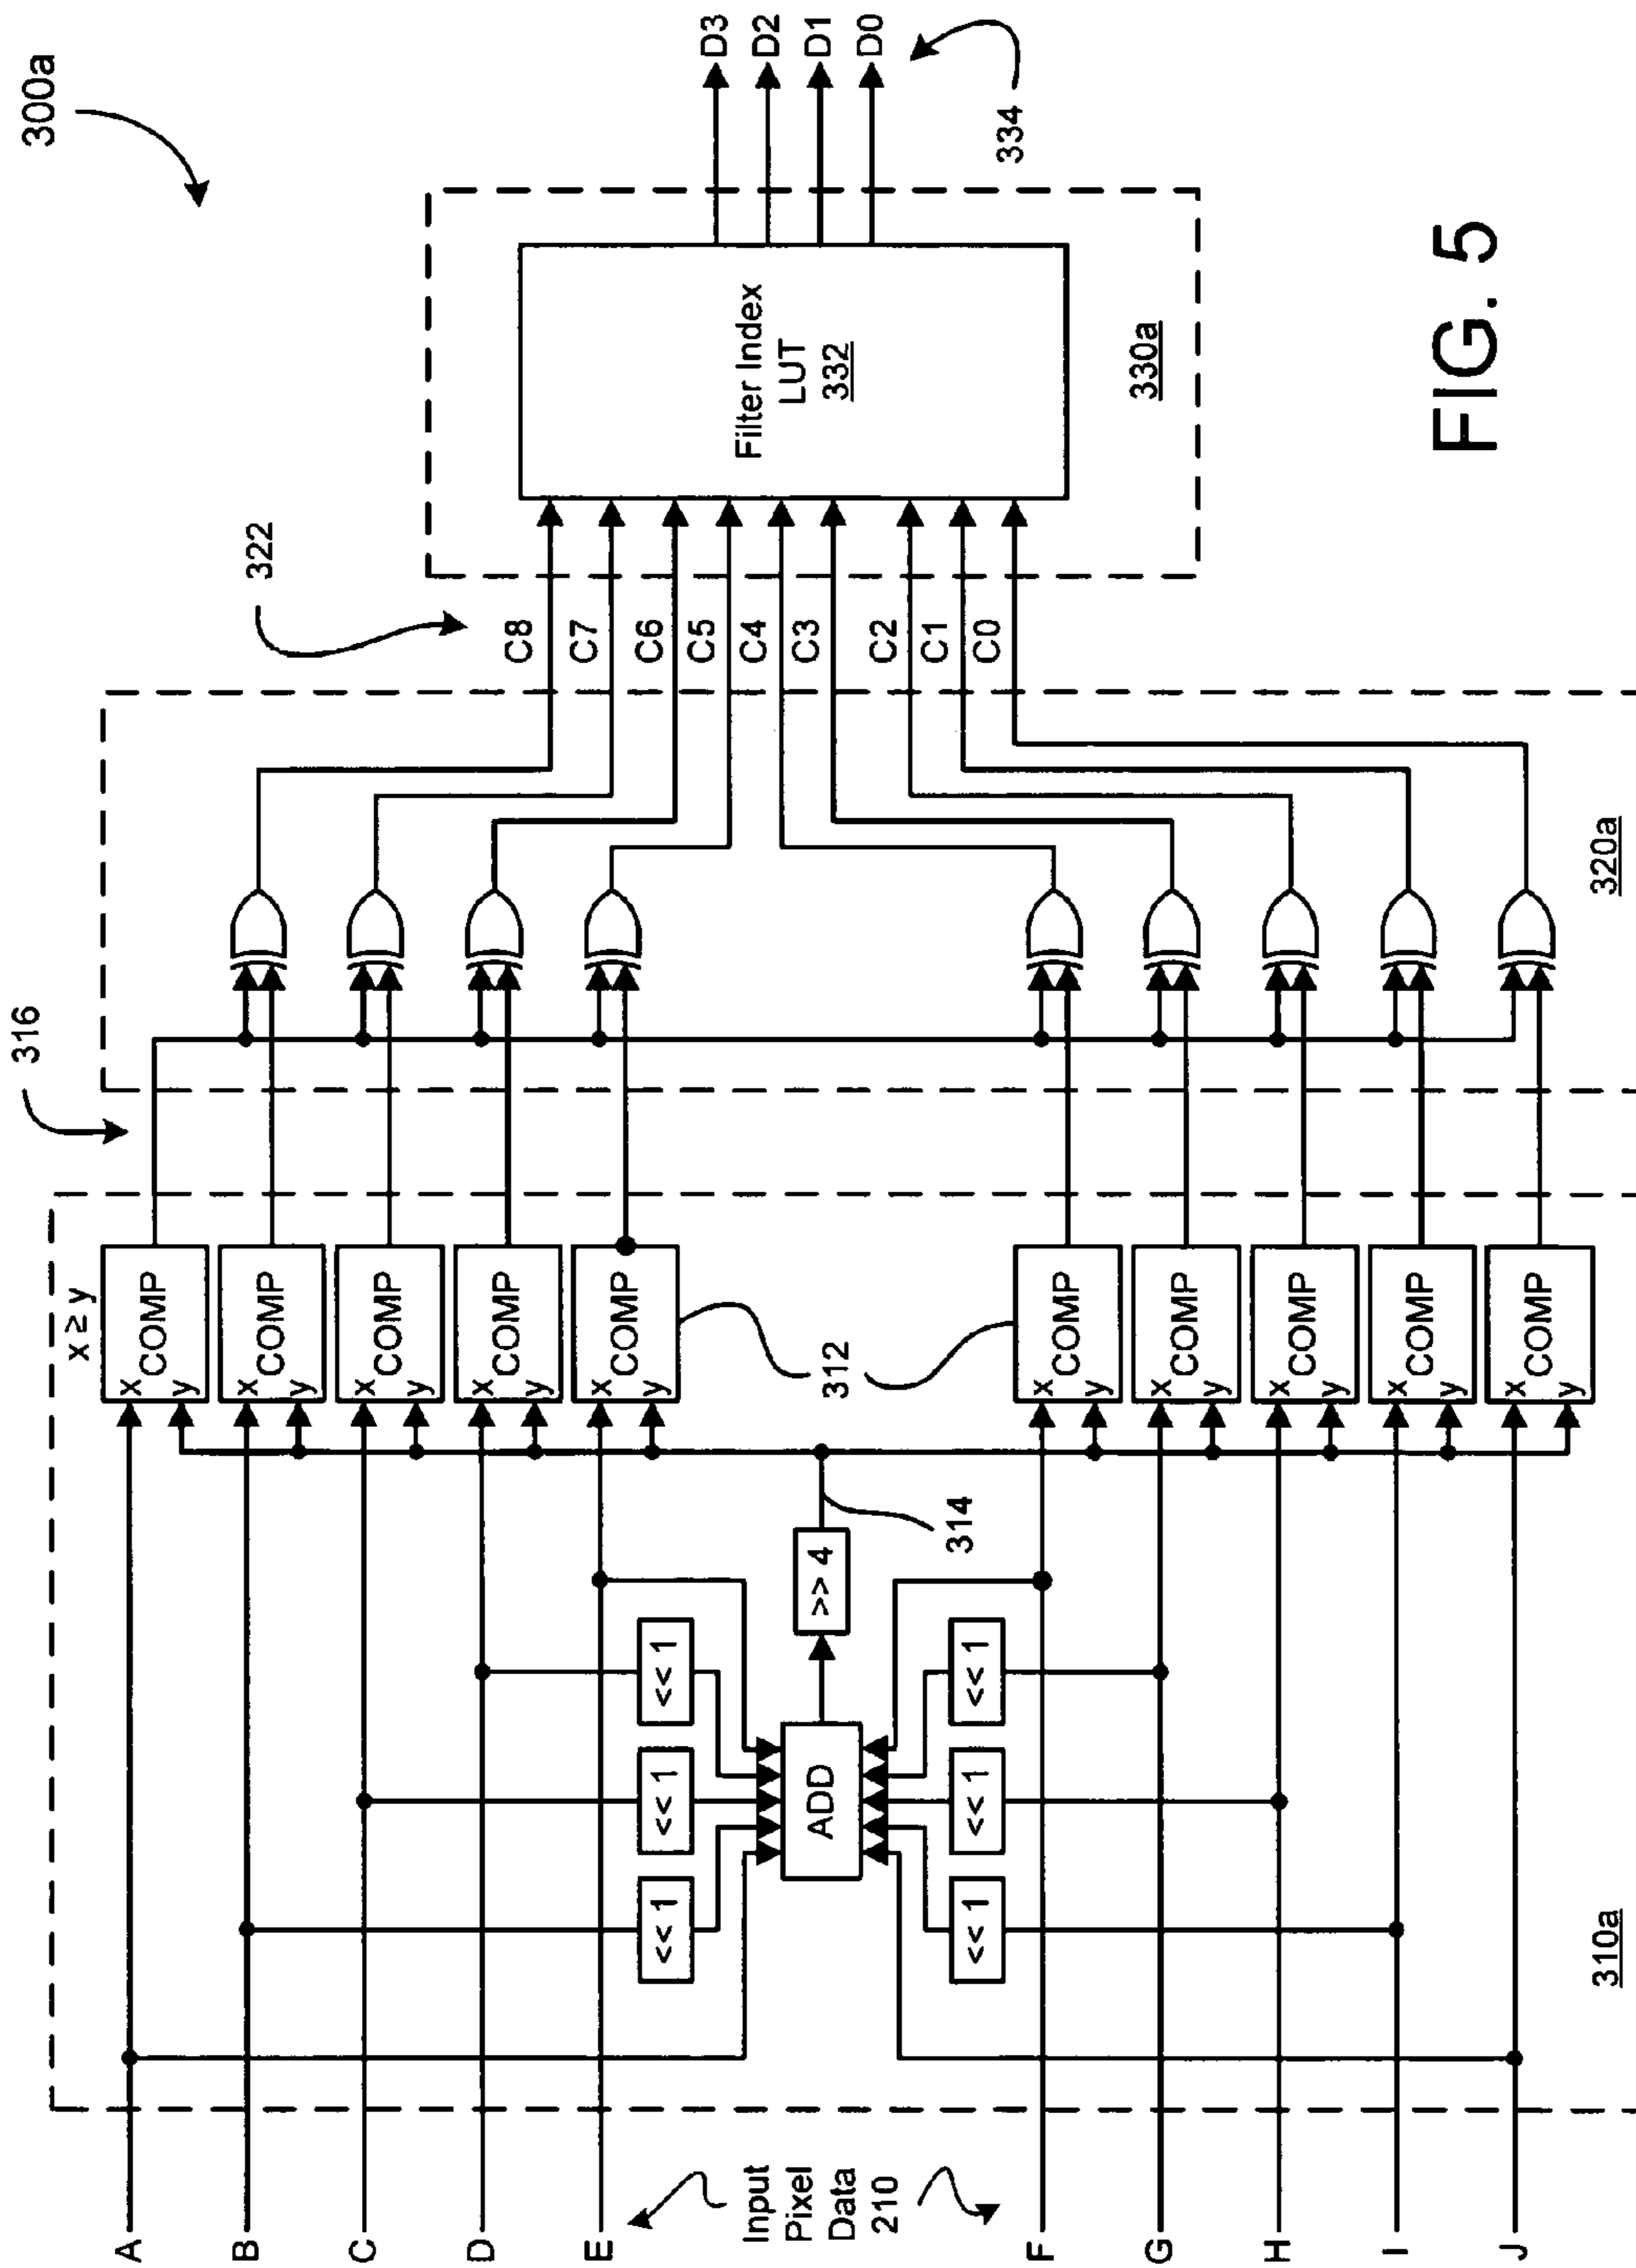 300a
316
322
x ≥ y
A
x
y
COMP
B
x
y
COMP
C
x
y
COMP
D
x
y
COMP
E
x
y
COMP
<< 1
<< 1
<< 1
Input
Pixel
Data
210
ADD
>> 4
314
312
<< 1
<< 1
<< 1
F
x
y
COMP
G
x
y
COMP
H
x
y
COMP
I
x
y
COMP
J
x
y
COMP
310a
320a
C8
C7
C6
C5
C4
C3
C2
C1
C0
Filter Index
LUT
332
330a
D3
D2
D1
D0
334
FIG. 5